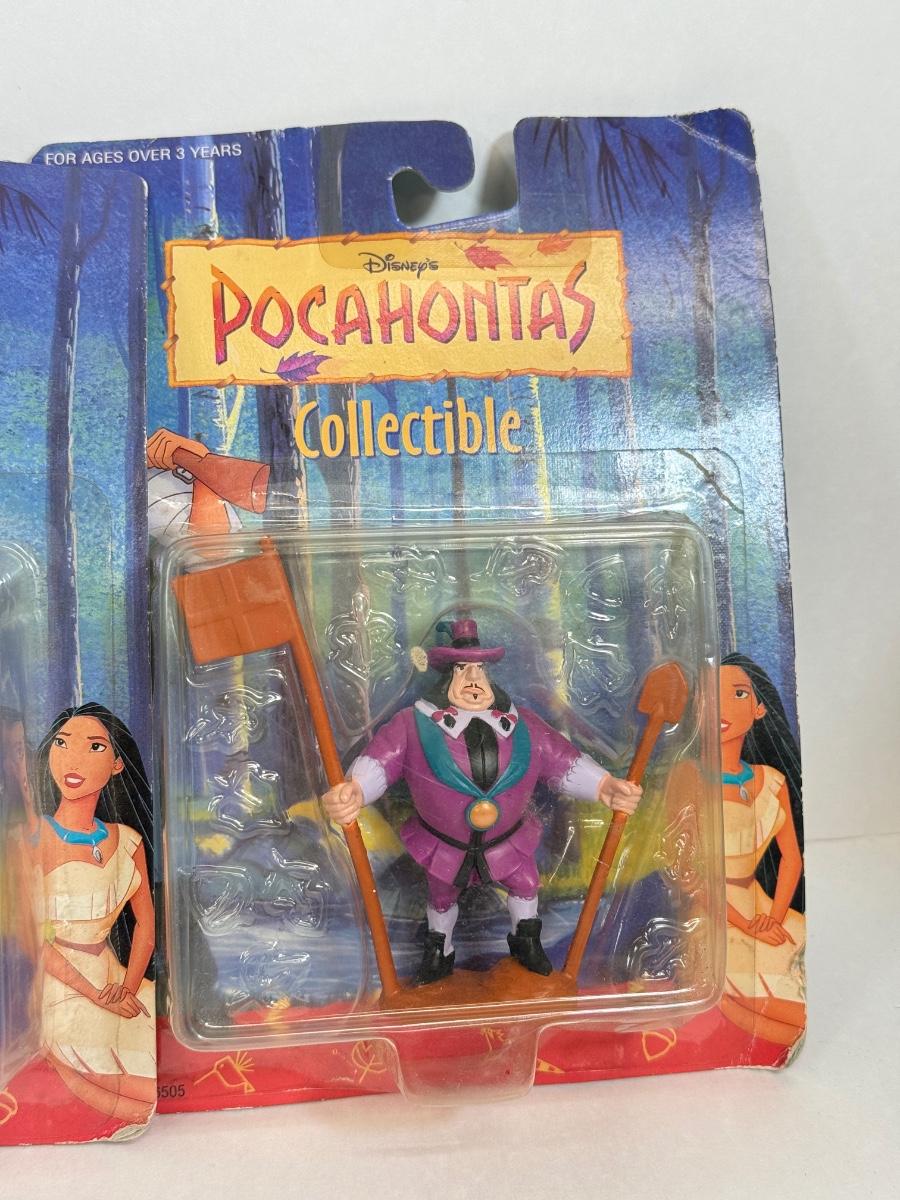 FOR AGES OVER 3 YEARS
DISNEY'S
POCAHONTAS
Collectible
6505